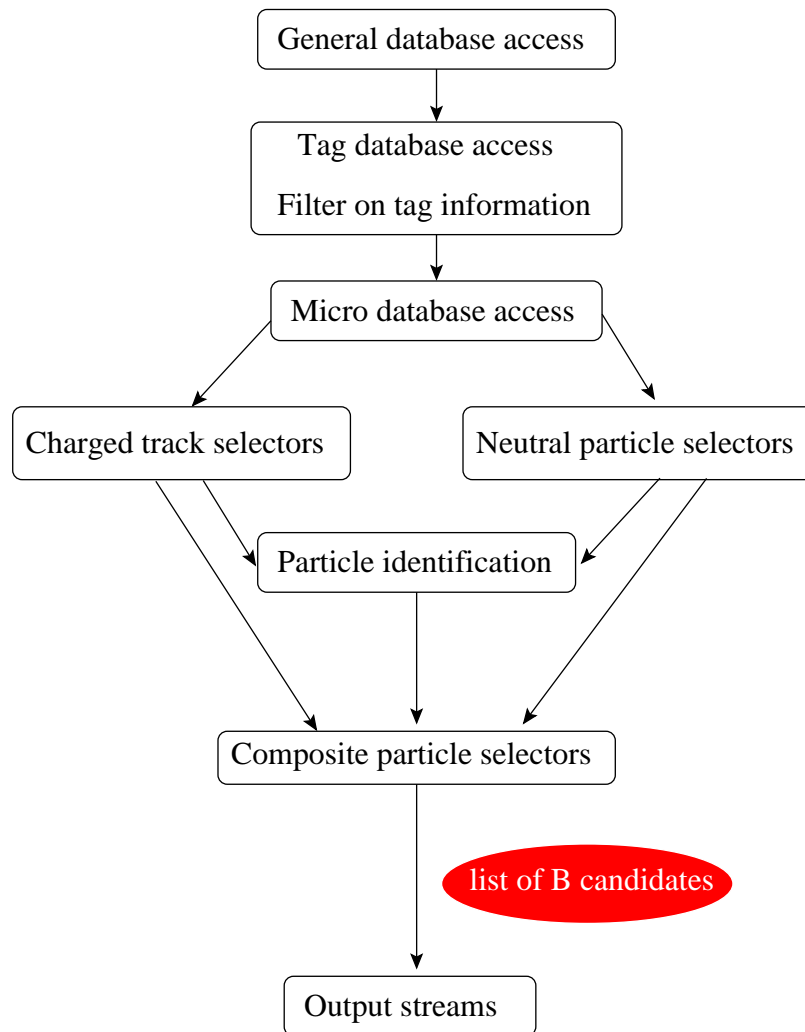 General database access
Tag database access
Filter on tag information
Micro database access
Charged track selectors
Neutral particle selectors
Particle identification
Composite particle selectors
list of B candidates
Output streams